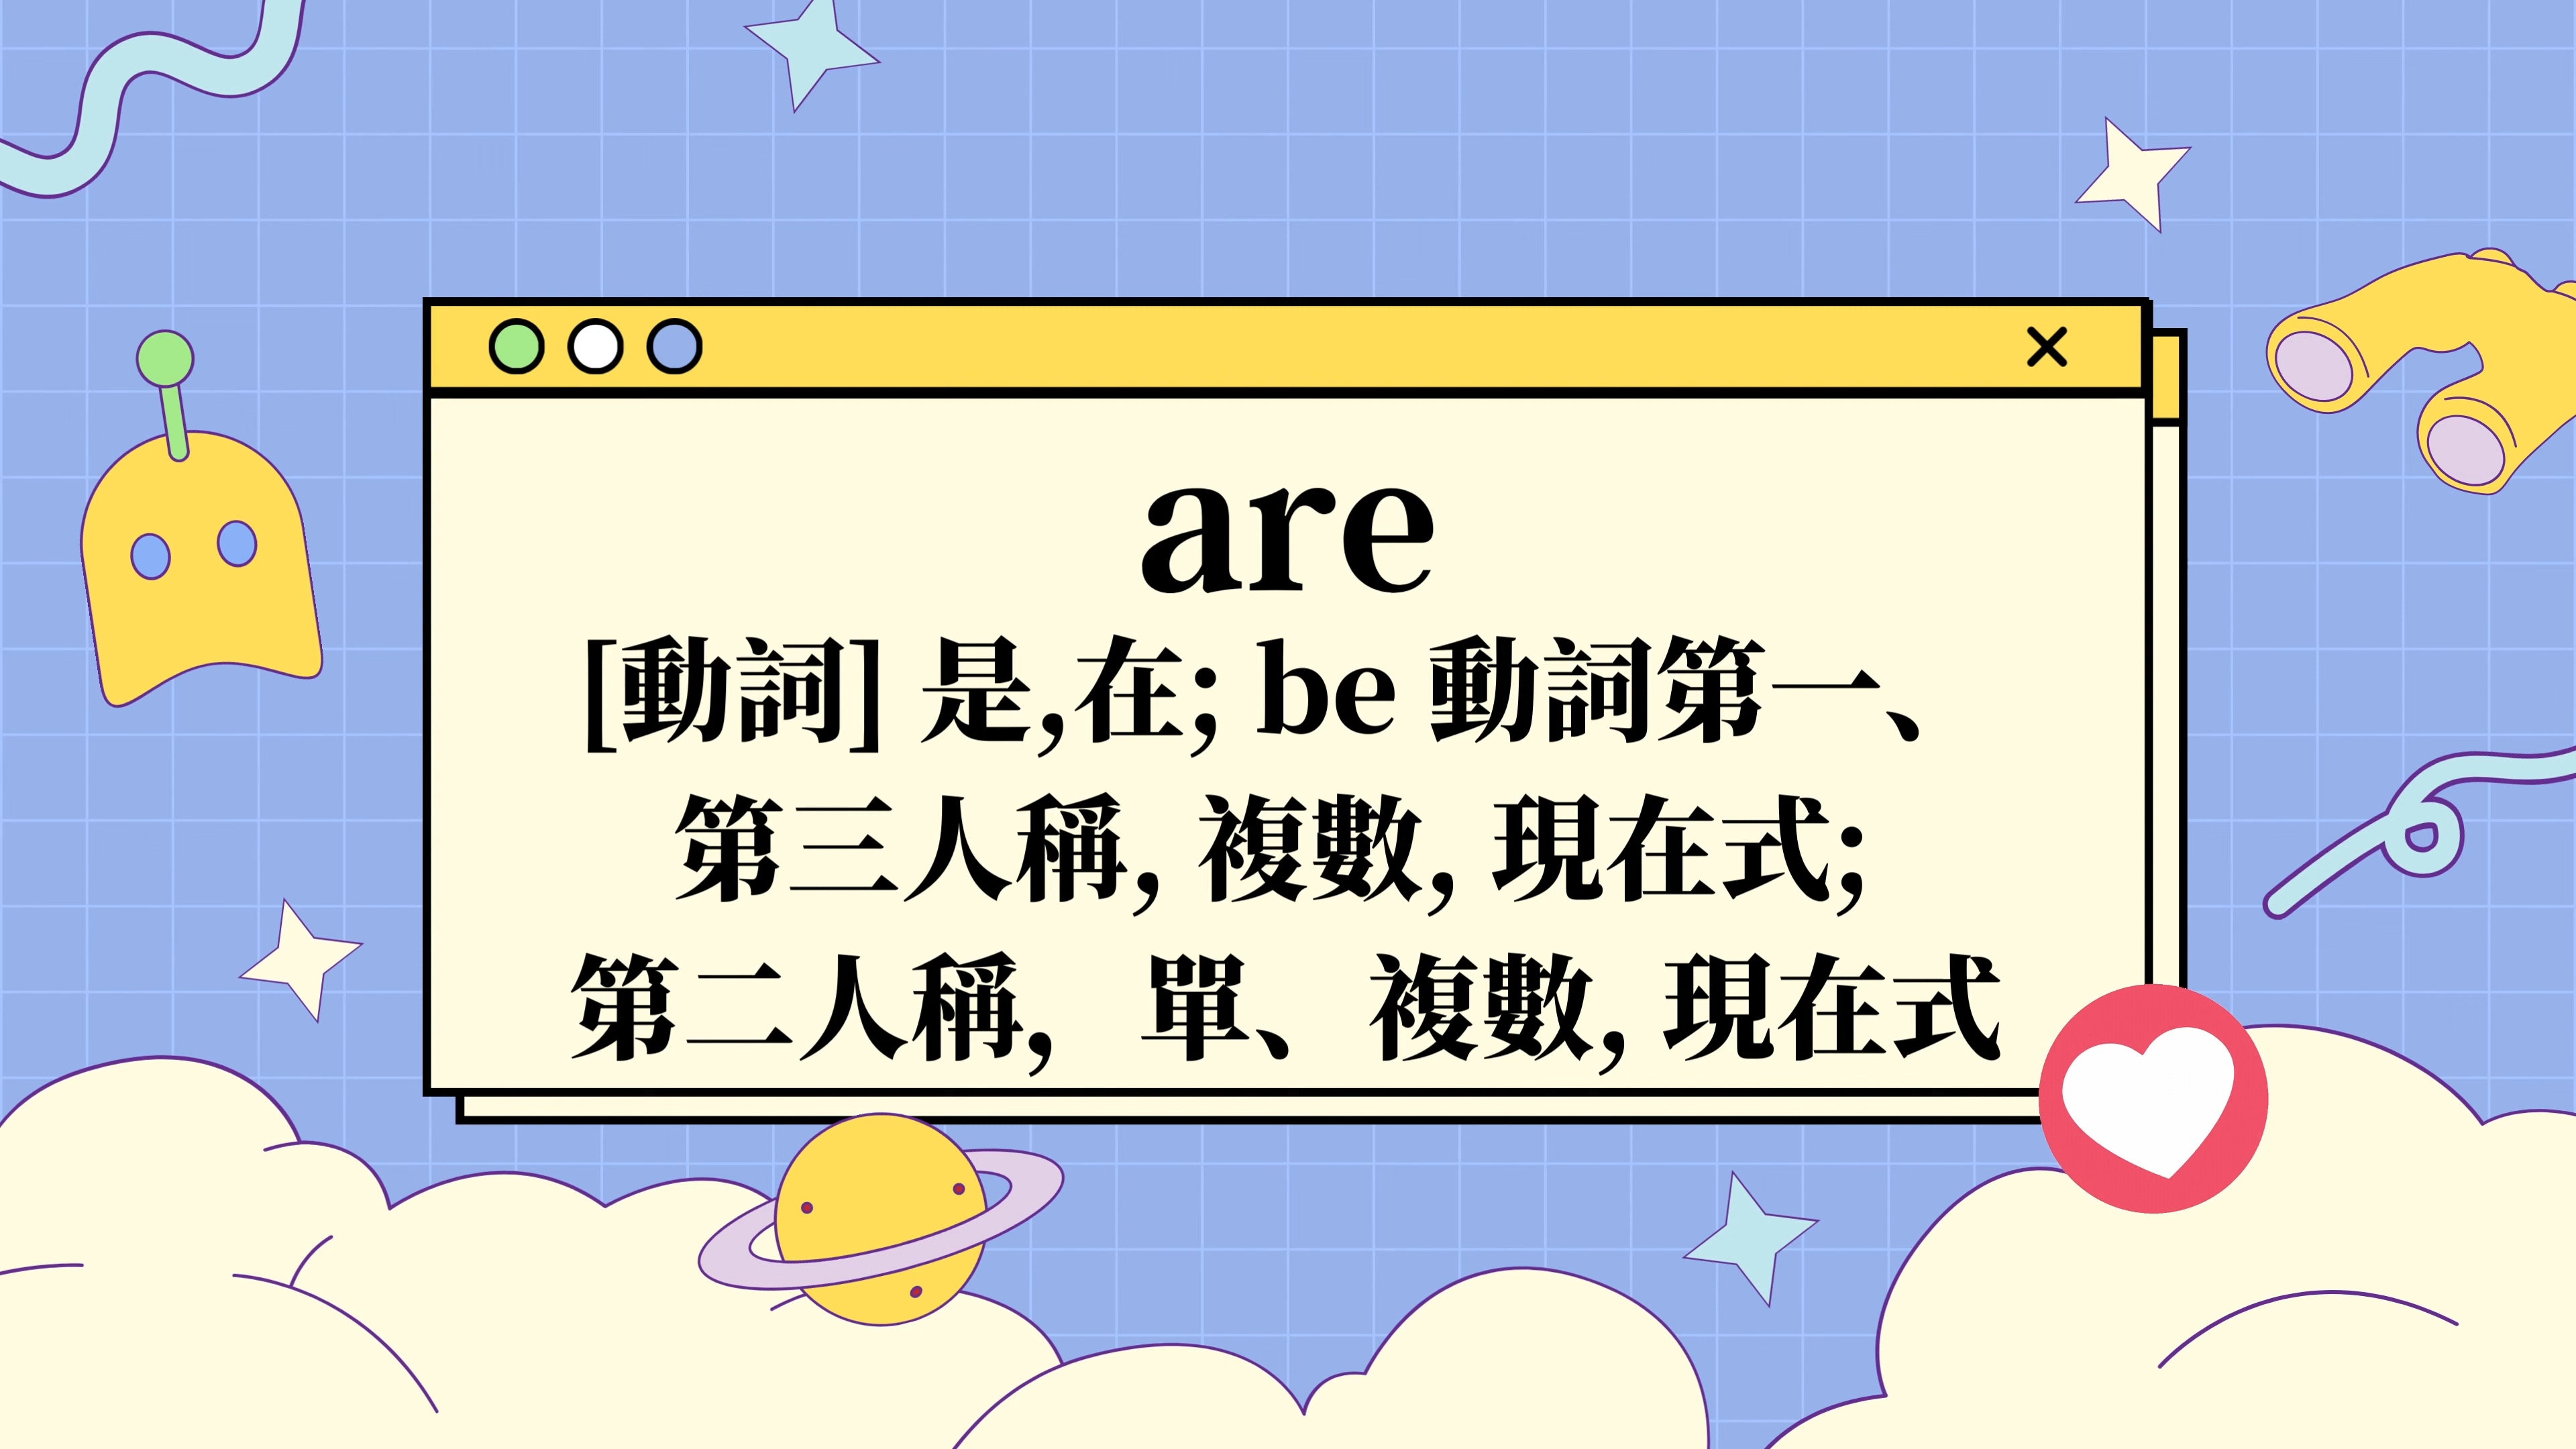 are
[動詞] 是,在; be 動詞第一、
第三人稱, 複數, 現在式;
第二人稱， 單、 複數, 現在式